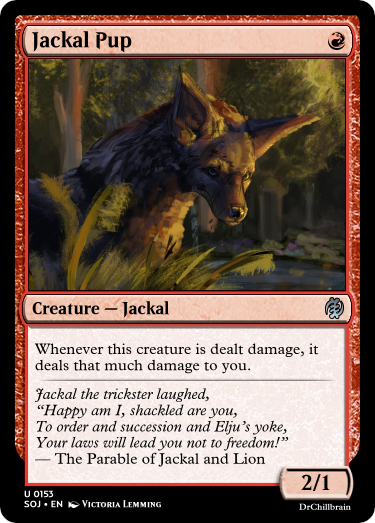 Jackal Pup
Creature — Jackal
Whenever this creature is dealt damage, it
deals that much damage to you.
Jackal the trickster laughed,
“Happy am I, shackled are you,
To order and succession and Elju’s yoke,
Your laws will lead you not to freedom!”
— The Parable of Jackal and Lion
2/1
U 0153
SOJ • EN Victoria Lemming
DrChillbrain